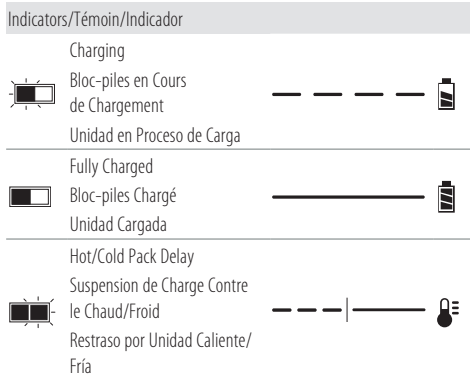 Indicators/Témoin/Indicador
Charging
Bloc-piles en Cours
de Chargement
Unidad en Proceso de Carga
Fully Charged
Bloc-piles Chargé
Unidad Cargada
Hot/Cold Pack Delay
Suspension de Charge Contre
le Chaud/Froid
Restraso por Unidad Caliente/
Fría